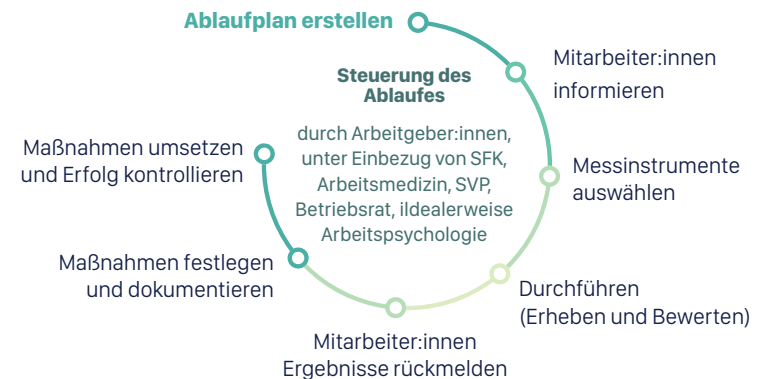 Ablaufplan erstellen
Mitarbeiter:innen
informieren
Messinstrumente
auswählen
Durchführen
(Erheben und Bewerten)
Mitarbeiter:innen
Ergebnisse rückmelden
Maßnahmen festlegen
und dokumentieren
Maßnahmen umsetzen
und Erfolg kontrollieren
Steuerung des
Ablaufes
durch Arbeitgeber:innen,
unter Einbezug von SFK,
Arbeitsmedizin, SVP,
Betriebsrat, ildealerweise
Arbeitspsychologie